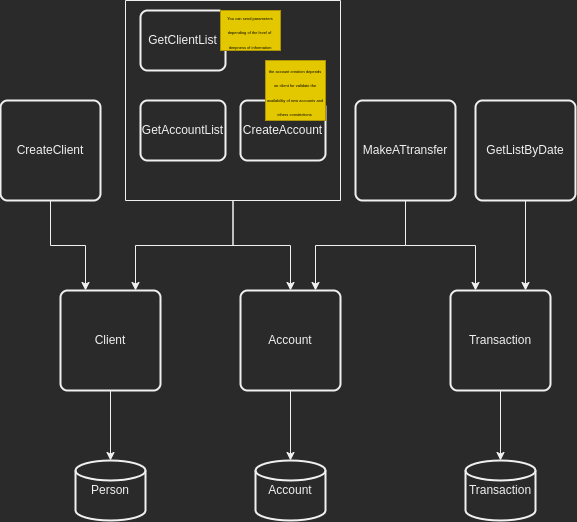 GetClientList
You can send parameters
depending of the level of
deepness of information
the account creation depends
on client for validate the
availability of new accounts and
others constrictions
CreateClient
GetAccountList
CreateAccount
MakeATtransfer
GetListByDate
Client
Account
Transaction
Person
Account
Transaction